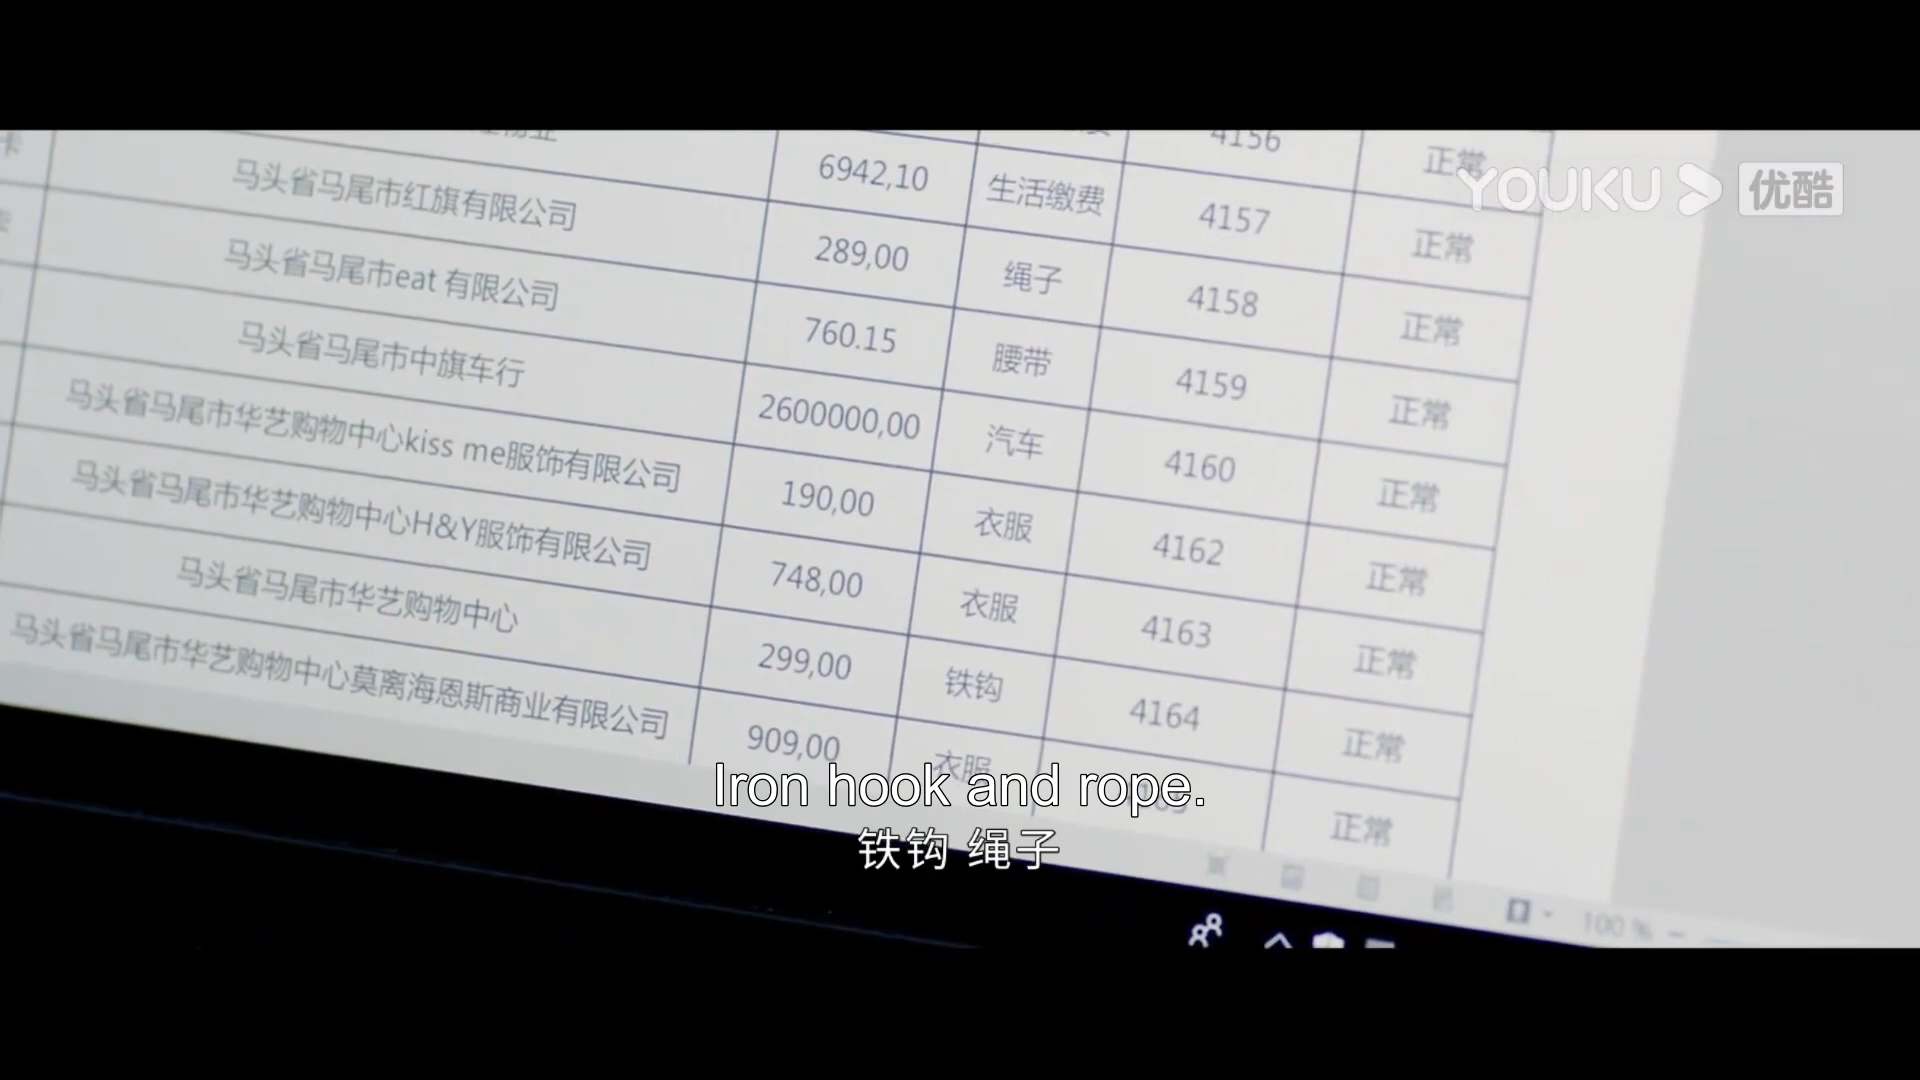 4156 正常
6942,10 生活缴费 4157 正常
马头省马尾市红旗有限公司 289,00 绳子 4158 正常
马头省马尾市eat 有限公司 760.15 腰带 4159 正常
马头省马尾市中旗车行 2600000,00 汽车 4160 正常
马头省马尾市华艺购物中心kiss me服饰有限公司 190,00 衣服 4162 正常
马头省马尾市华艺购物中心H&Y服饰有限公司 748,00 衣服 4163 正常
马头省马尾市华艺购物中心 299,00 铁钩 4164 正常
马头省马尾市华艺购物中心莫离海恩斯商业有限公司 909,00 衣服 正常
YOUKU 优酷
Iron hook and rope.
铁钩 绳子
100 %